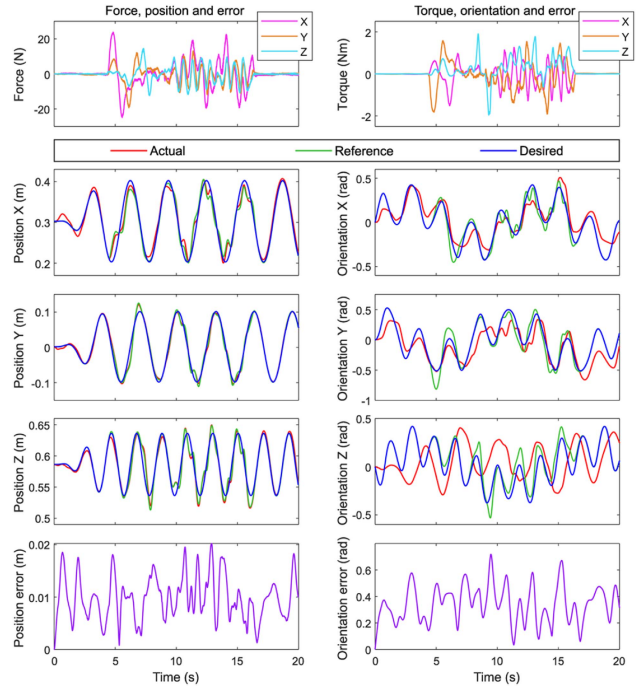 Force, position and error
Force (N)
20
0
-20
X
Y
Z
Torque, orientation and error
Torque (Nm)
2
0
-2
X
Y
Z
Actual
Reference
Desired
Position X (m)
0.4
0.3
0.2
Orientation X (rad)
0.5
0
-0.5
Position Y (m)
0.1
0
-0.1
Orientation Y (rad)
0.5
0
-0.5
-1
Position Z (m)
0.65
0.6
0.55
0.5
Orientation Z (rad)
0.5
0
-0.5
Position error (m)
0.02
0.01
0
0 5 10 15 20
Time (s)
Orientation error (rad)
0.8
0.6
0.4
0.2
0
0 5 10 15 20
Time (s)